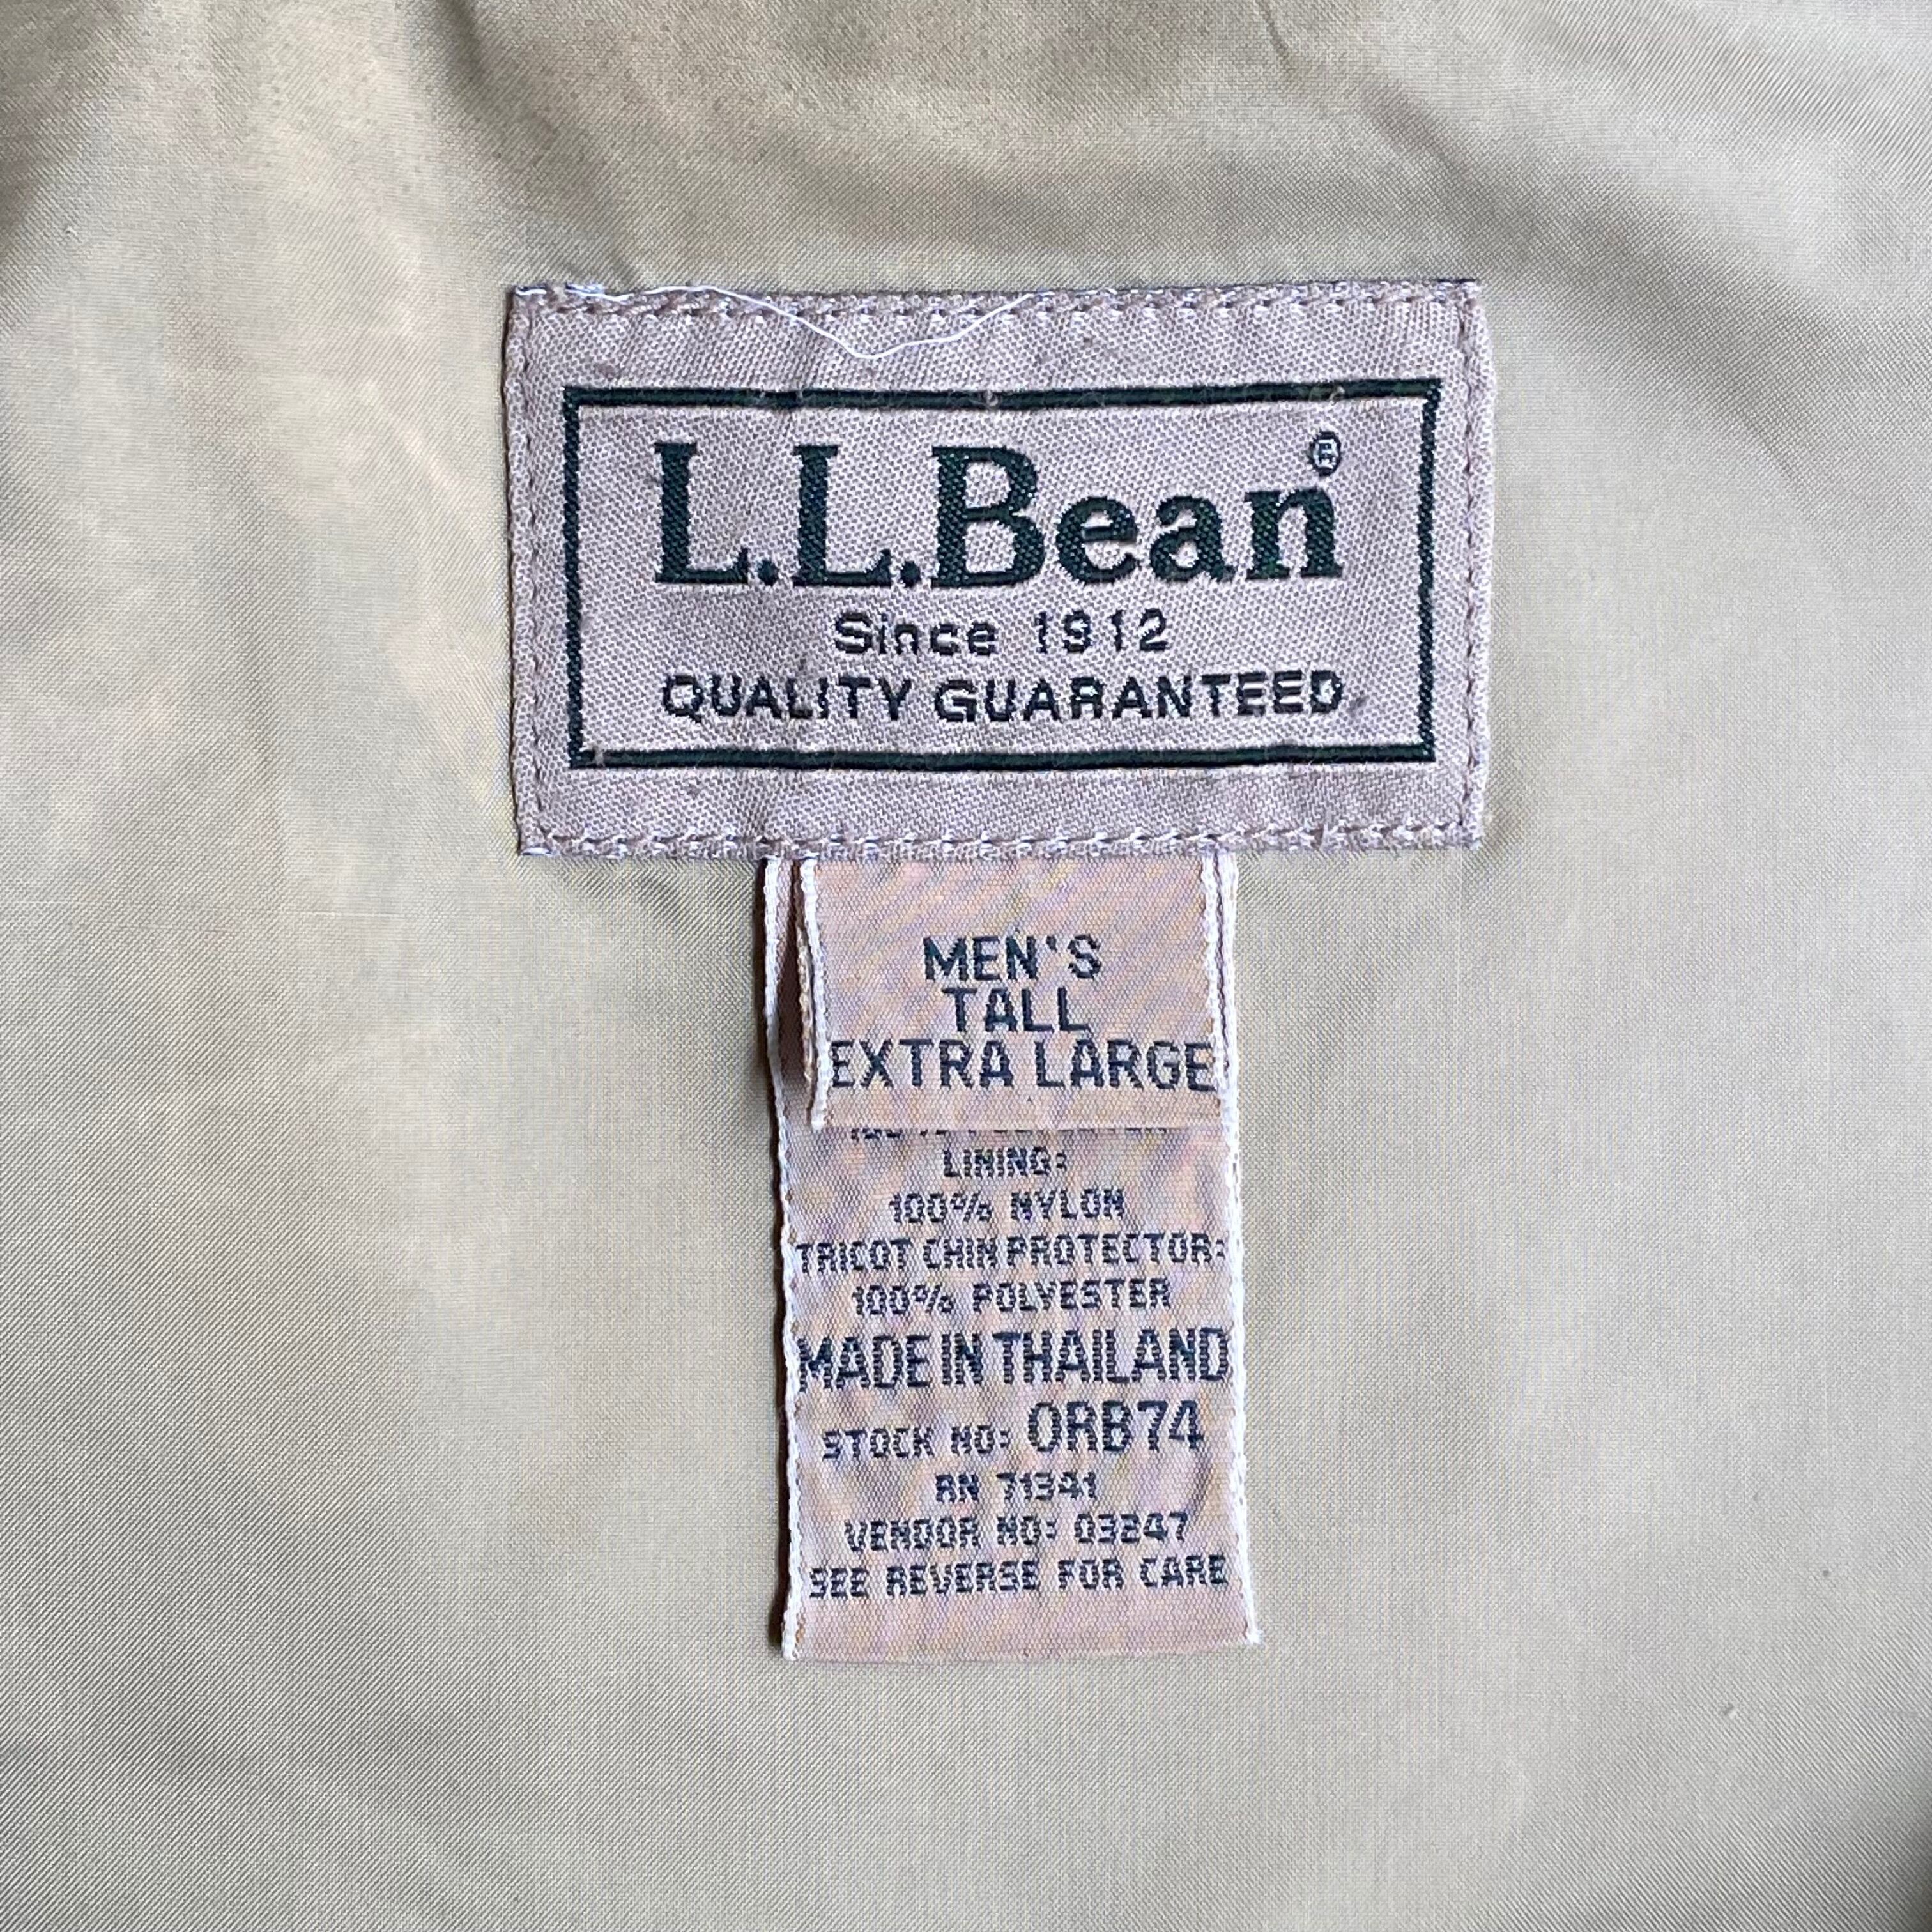 L.L.Bean®
Since 1912
QUALITY GUARANTEED
MEN'S
TALL
EXTRA LARGE
LINING:
100% NYLON
TRICOT CHIN PROTECTOR:
100% POLYESTER
MADE IN THAILAND
STOCK NO: ORB74
RN 71341
VENDOR NO: 03247
SEE REVERSE FOR CARE